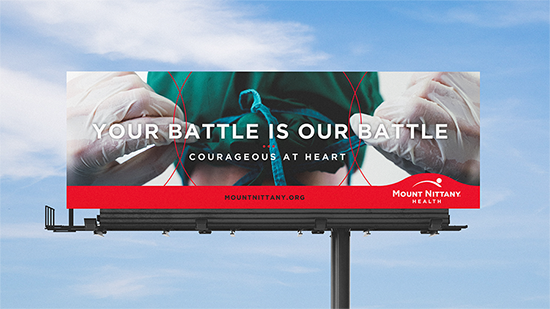 YOUR BATTLE IS OUR BATTLE
COURAGEOUS AT HEART
MOUNTNITTANY.ORG
MOUNT NITTANY
HEALTH